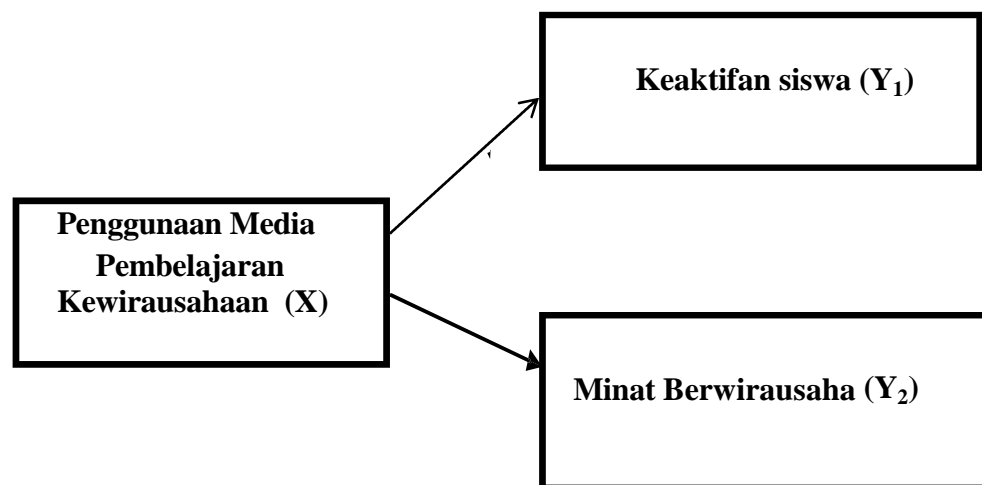 Keaktifan siswa (Y₁)
Penggunaan Media
Pembelajaran
Kewirausahaan (X)
Minat Berwirausaha (Y₂)